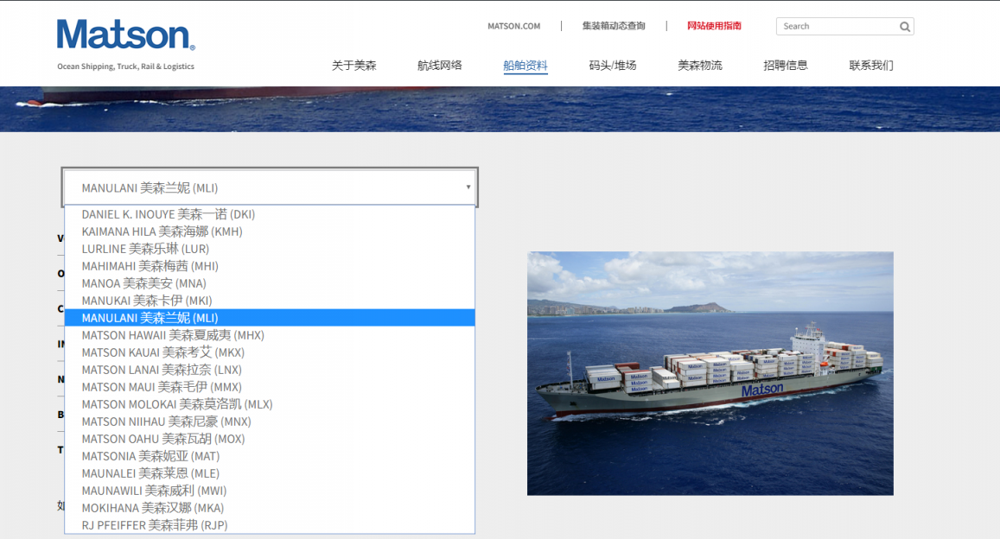 Matson®
Ocean Shipping, Truck, Rail & Logistics
MATSON.COM | 集装箱动态查询 | 网站使用指南
Search
关于美森 航线网络 船舶资料 码头/堆场 美森物流 招聘信息 联系我们
MANULANI 美森兰妮 (MLI)
DANIEL K. INOUYE 美森一诺 (DKI)
KAIMANA HILA 美森海娜 (KMH)
LURLINE 美森乐琳 (LUR)
MAHIMAHI 美森梅茜 (MHI)
MANOA 美森美安 (MNA)
MANUKAI 美森卡伊 (MKI)
MANULANI 美森兰妮 (MLI)
MATSON HAWAII 美森夏威夷 (MHX)
MATSON KAUAI 美森考艾 (MKX)
MATSON LANAI 美森拉奈 (LNX)
MATSON MAUI 美森毛伊 (MMX)
MATSON MOLOKAI 美森莫洛凯 (MLX)
MATSON NIIHAU 美森尼豪 (MNX)
MATSON OAHU 美森瓦胡 (MOX)
MATSONIA 美森妮亚 (MAT)
MAUNALEI 美森莱恩 (MLE)
MAUNAWILI 美森威利 (MWI)
MOKIHANA 美森汉娜 (MKA)
RJ PFEIFFER 美森菲弗 (RJP)
V
O
C
N
B
T
如
Matson
Matson
Matson